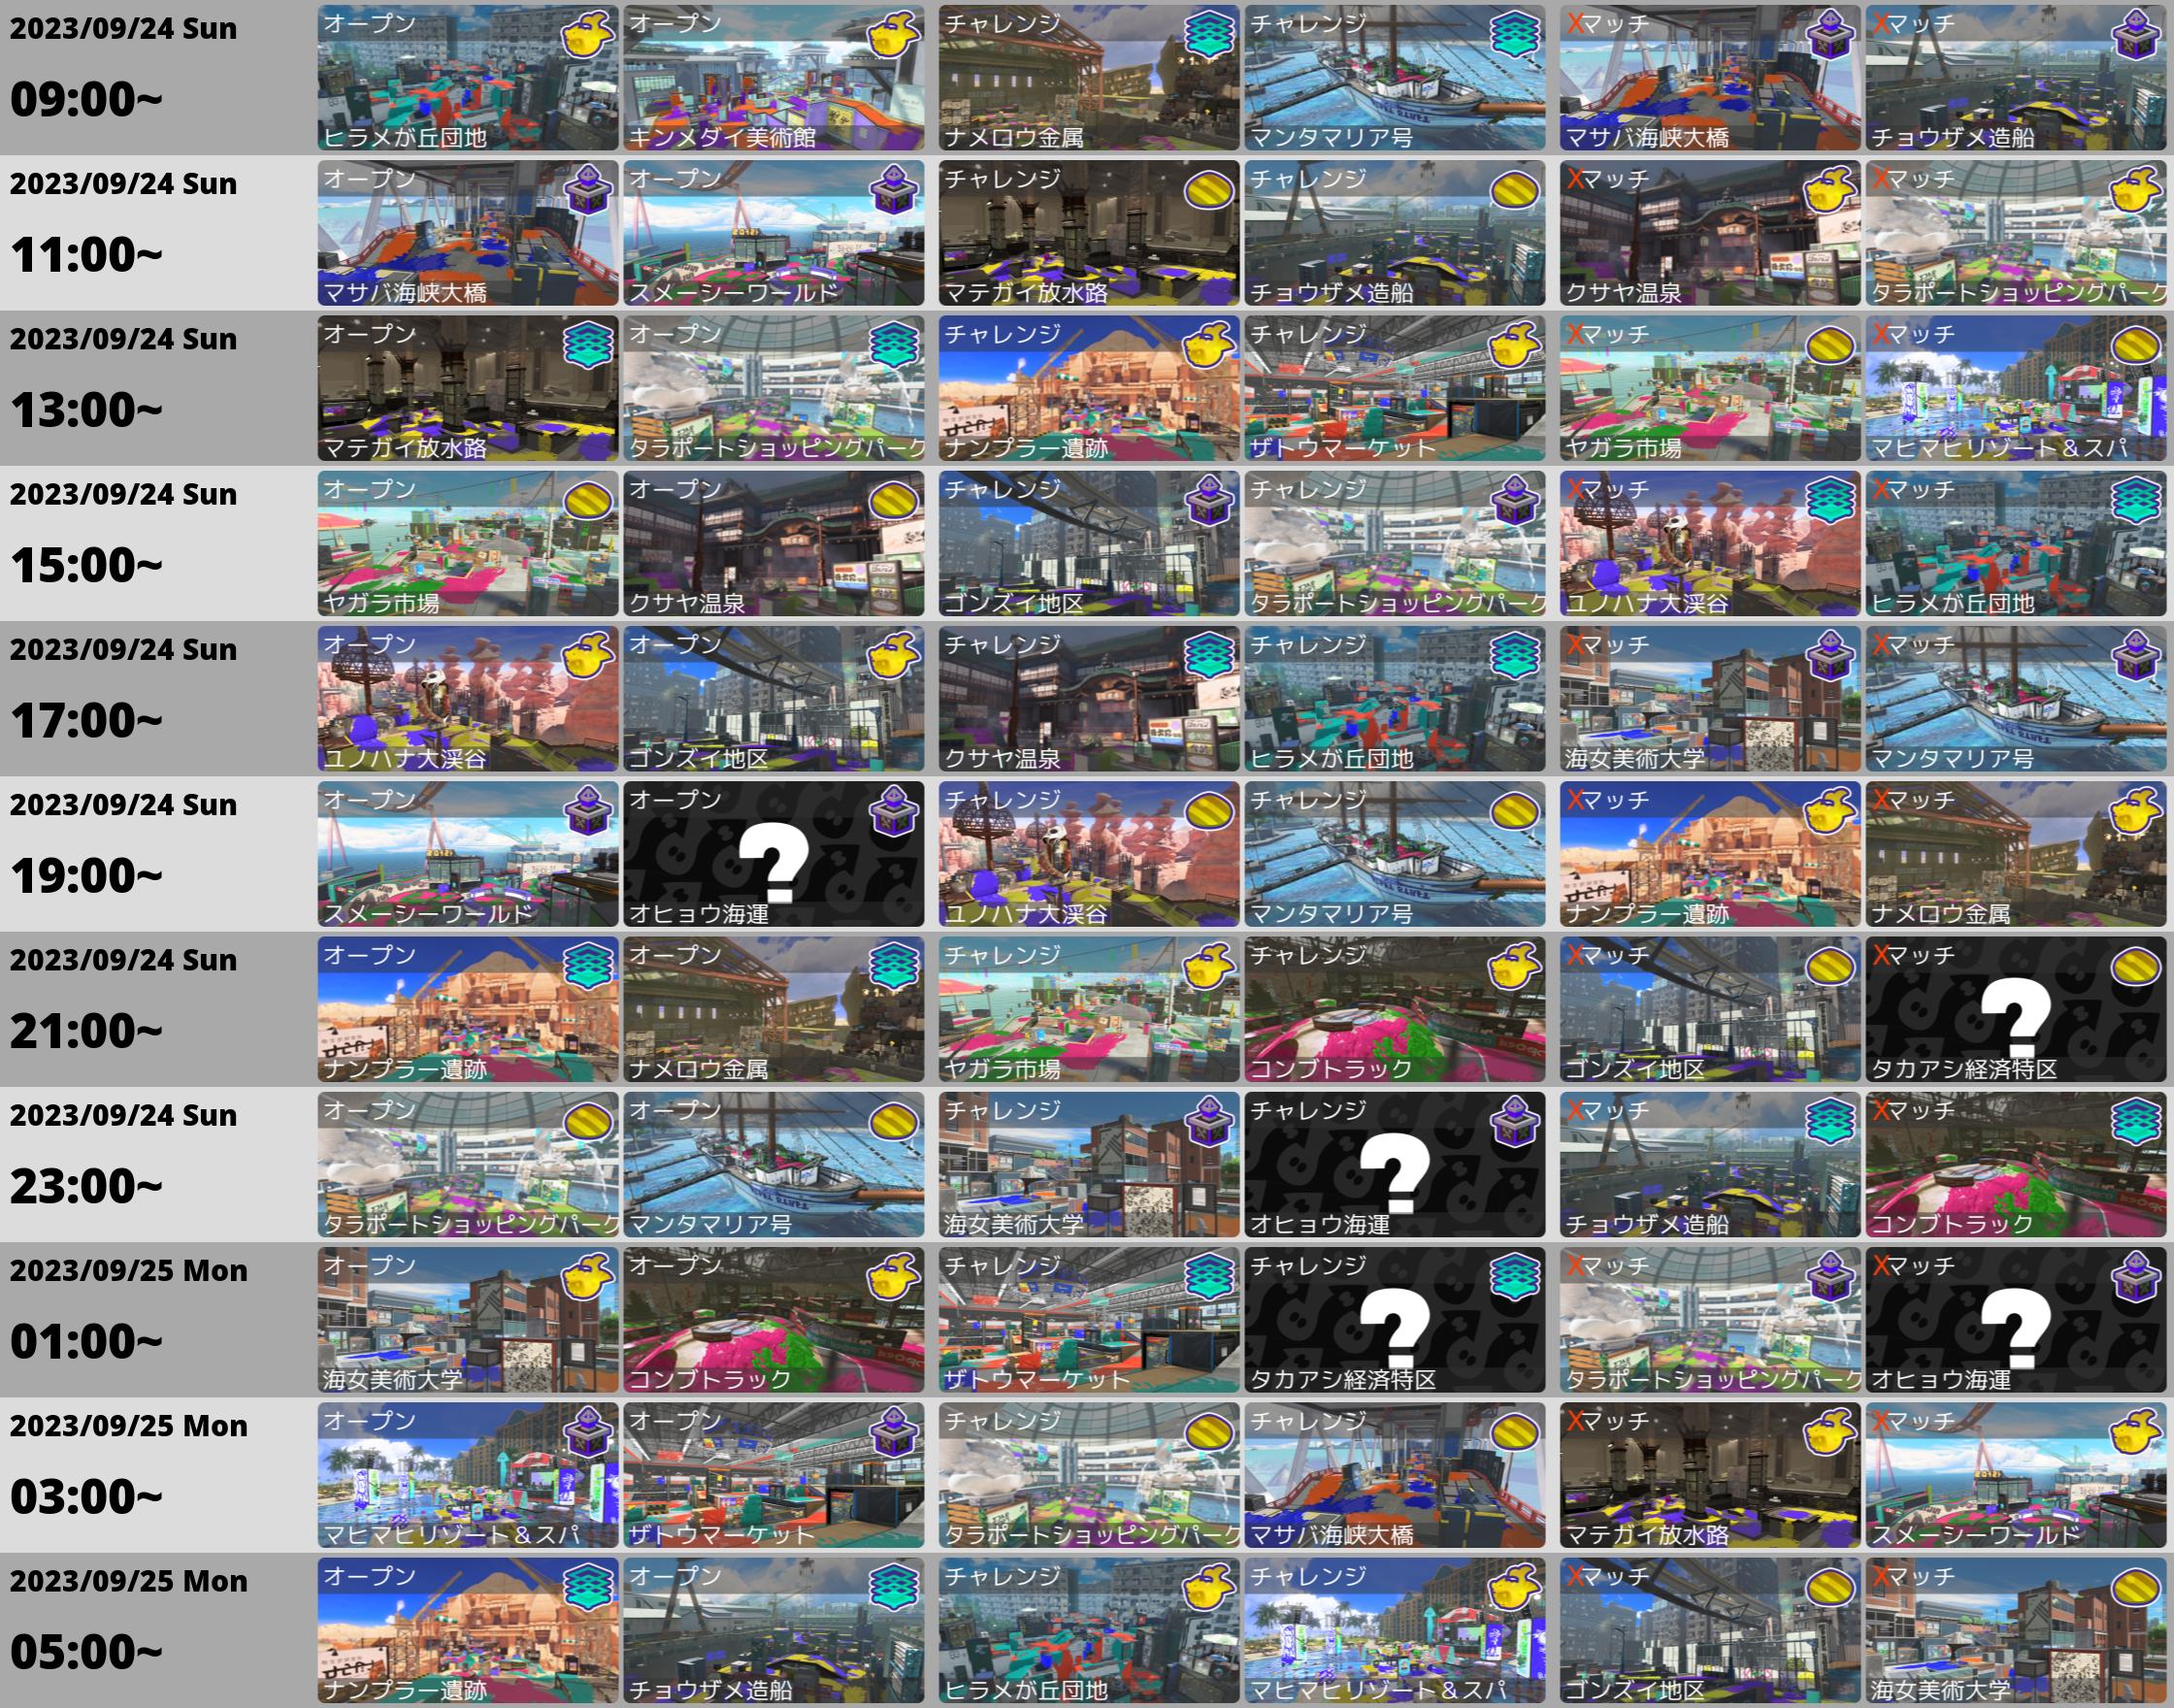 2023/09/24 Sun
09:00~
オープン
ヒラメが丘団地
オープン
キンメダイ美術館
チャレンジ
ナメロウ金属
チャレンジ
マンタマリア号
Xマッチ
マサバ海峡大橋
Xマッチ
チョウザメ造船
2023/09/24 Sun
11:00~
オープン
マサバ海峡大橋
オープン
スメーシーワールド
チャレンジ
マテガイ放水路
チャレンジ
チョウザメ造船
Xマッチ
クサヤ温泉
Xマッチ
タラポートショッピングパーク
2023/09/24 Sun
13:00~
オープン
マテガイ放水路
オープン
タラポートショッピングパーク
チャレンジ
ナンプラー遺跡
チャレンジ
ザトウマーケット
Xマッチ
ヤガラ市場
Xマッチ
マヒマヒリゾート＆スパ
2023/09/24 Sun
15:00~
オープン
ヤガラ市場
オープン
クサヤ温泉
チャレンジ
ゴンズイ地区
チャレンジ
タラポートショッピングパーク
Xマッチ
ユノハナ大渓谷
Xマッチ
ヒラメが丘団地
2023/09/24 Sun
17:00~
オープン
ユノハナ大渓谷
オープン
ゴンズイ地区
チャレンジ
クサヤ温泉
チャレンジ
ヒラメが丘団地
Xマッチ
海女美術大学
Xマッチ
マンタマリア号
2023/09/24 Sun
19:00~
オープン
スメーシーワールド
オープン
?
オヒョウ海運
チャレンジ
ユノハナ大渓谷
チャレンジ
マンタマリア号
Xマッチ
ナンプラー遺跡
Xマッチ
ナメロウ金属
2023/09/24 Sun
21:00~
オープン
ナンプラー遺跡
オープン
ナメロウ金属
チャレンジ
ヤガラ市場
チャレンジ
コンブトラック
Xマッチ
ゴンズイ地区
Xマッチ
?
タカアシ経済特区
2023/09/24 Sun
23:00~
オープン
タラポートショッピングパーク
オープン
マンタマリア号
チャレンジ
海女美術大学
チャレンジ
?
オヒョウ海運
Xマッチ
チョウザメ造船
Xマッチ
コンブトラック
2023/09/25 Mon
01:00~
オープン
海女美術大学
オープン
コンブトラック
チャレンジ
ザトウマーケット
チャレンジ
?
タカアシ経済特区
Xマッチ
タラポートショッピングパーク
Xマッチ
?
オヒョウ海運
2023/09/25 Mon
03:00~
オープン
マヒマヒリゾート＆スパ
オープン
ザトウマーケット
チャレンジ
タラポートショッピングパーク
チャレンジ
マサバ海峡大橋
Xマッチ
マテガイ放水路
Xマッチ
スメーシーワールド
2023/09/25 Mon
05:00~
オープン
ナンプラー遺跡
オープン
チョウザメ造船
チャレンジ
ヒラメが丘団地
チャレンジ
マヒマヒリゾート＆スパ
Xマッチ
ゴンズイ地区
Xマッチ
海女美術大学